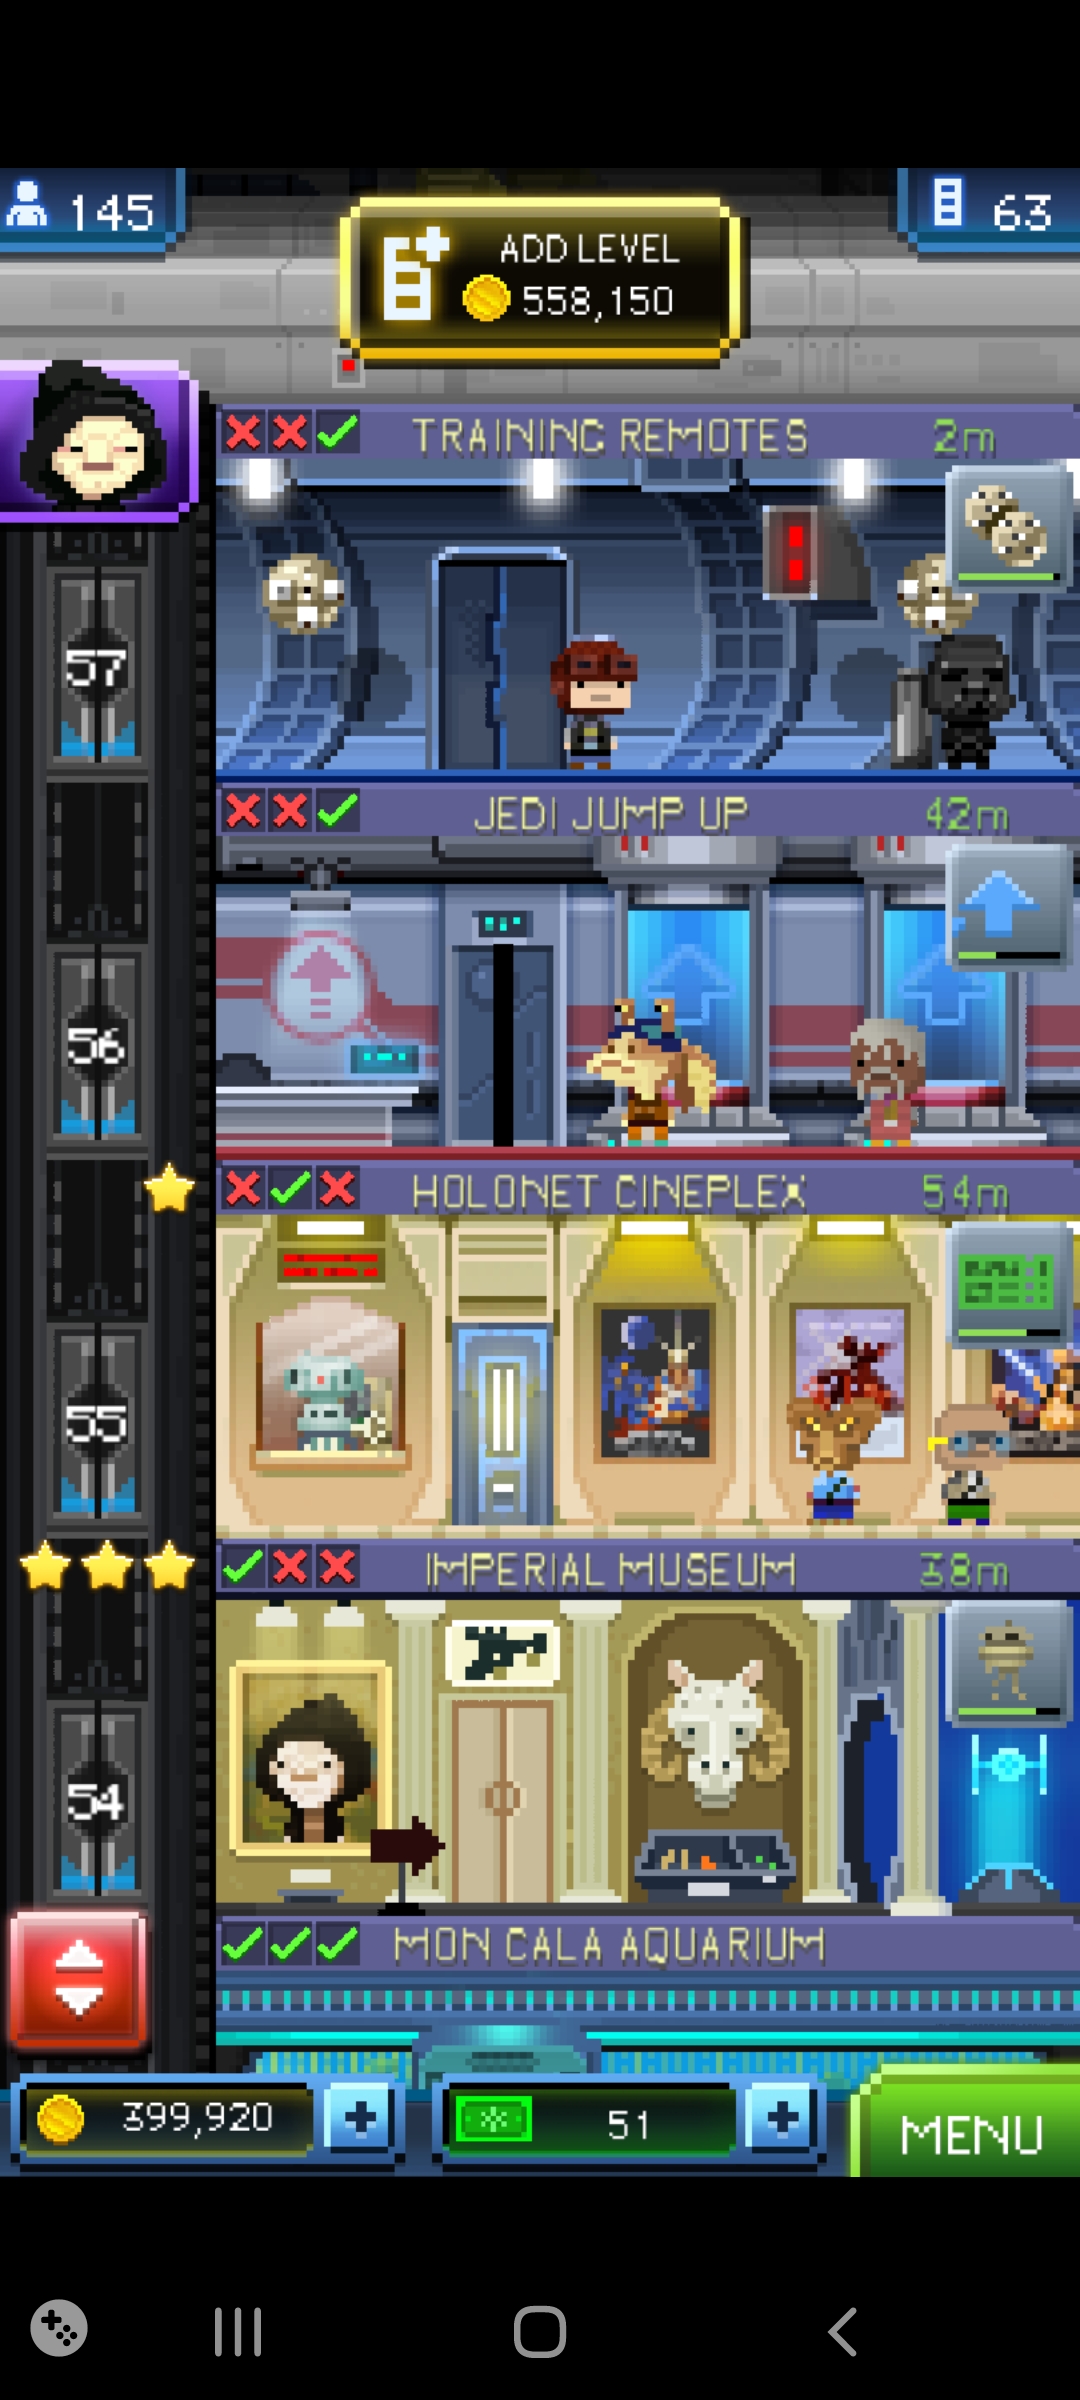 145
ADD LEVEL
558,150
63
TRAINING REMOTES 2m
57
JEDI JUMP UP 42m
56
HOLONET CINEPLEX 54m
55
IMPERIAL MUSEUM 38m
54
MON CALA AQUARIUM
399,920
51
MENU